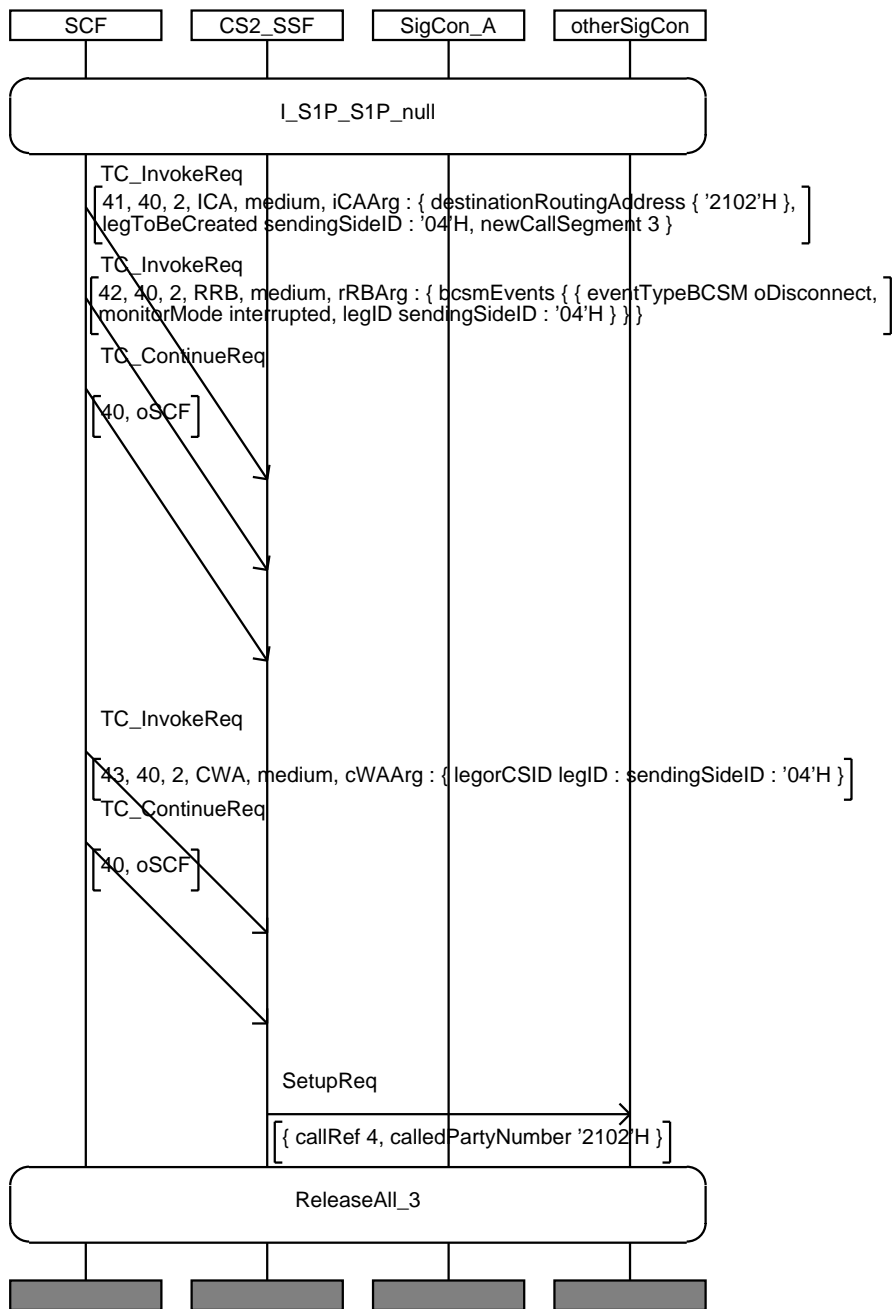 SCF
CS2_SSF
SigCon_A
otherSigCon
I_S1P_S1P_null
TC_InvokeReq
41, 40, 2, ICA, medium, iCAArg : { destinationRoutingAddress { ’2102’H },
legToBeCreated sendingSideID : ’04’H, newCallSegment 3 }
TC_InvokeReq
42, 40, 2, RRB, medium, rRBArg : { bcsmEvents { { eventTypeBCSM oDisconnect,
monitorMode interrupted, legID sendingSideID : ’04’H } } }
TC_ContinueReq
40, oSCF
TC_InvokeReq
43, 40, 2, CWA, medium, cWAArg : { legorCSID legID : sendingSideID : ’04’H }
TC_ContinueReq
40, oSCF
SetupReq
{ callRef 4, calledPartyNumber ’2102’H }
ReleaseAll_3